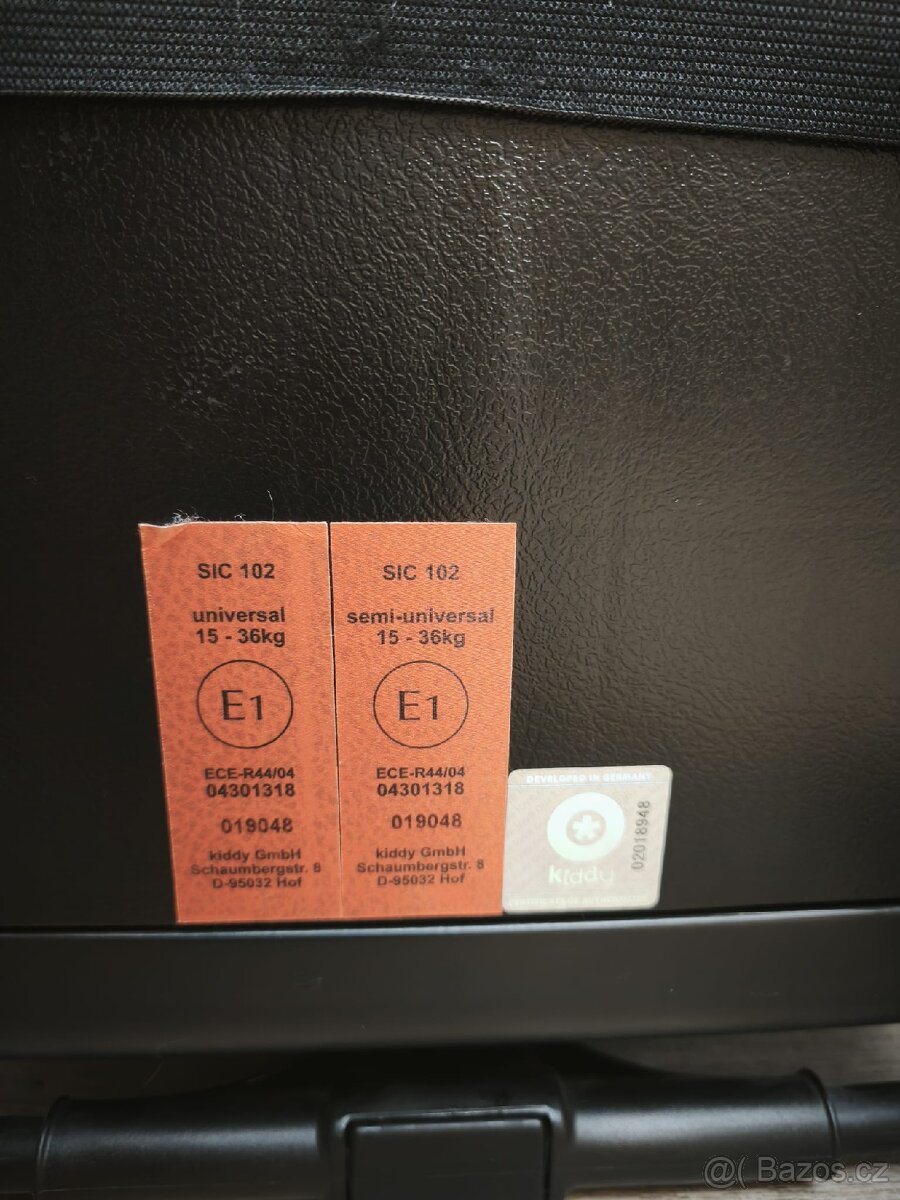 SIC 102
universal
15 - 36kg
E1
ECE-R44/04
04301318
019048
kiddy GmbH
Schaumbergstr. 8
D-95032 Hof
SIC 102
semi-universal
15 - 36kg
E1
ECE-R44/04
04301318
019048
kiddy GmbH
Schaumbergstr. 8
D-95032 Hof
DEVELOPED IN GERMANY
kiddy
02018948
CERTIFICATE OF AUTHENTICITY
@( Bazos.cz